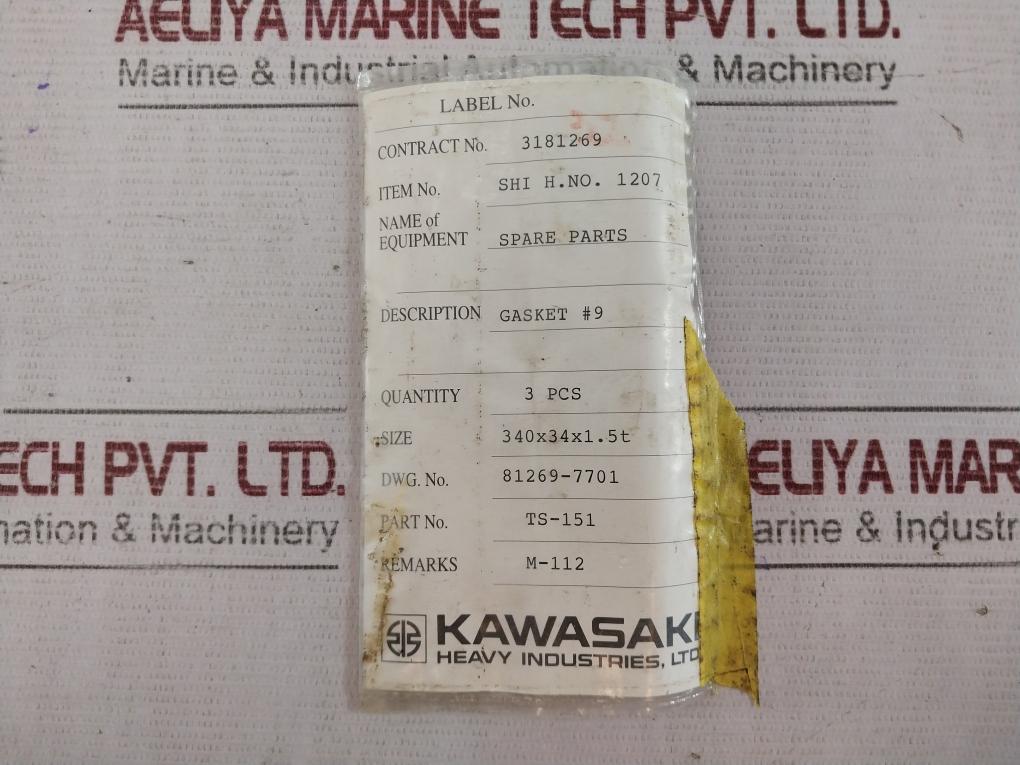 AELIYA MARINE TECH PVT. LTD.
Marine & Industrial Automation & Machinery
LABEL No.
CONTRACT No. 3181269
ITEM No. SHI H.NO. 1207
NAME of
EQUIPMENT SPARE PARTS
DESCRIPTION GASKET #9
QUANTITY 3 PCS
SIZE 340x34x1.5t
DWG. No. 81269-7701
PART No. TS-151
REMARKS M-112
KAWASAKI
HEAVY INDUSTRIES, LTD
ECH PVT. LTD.
mation & Machinery
ELIYA MAR
arine & Industr